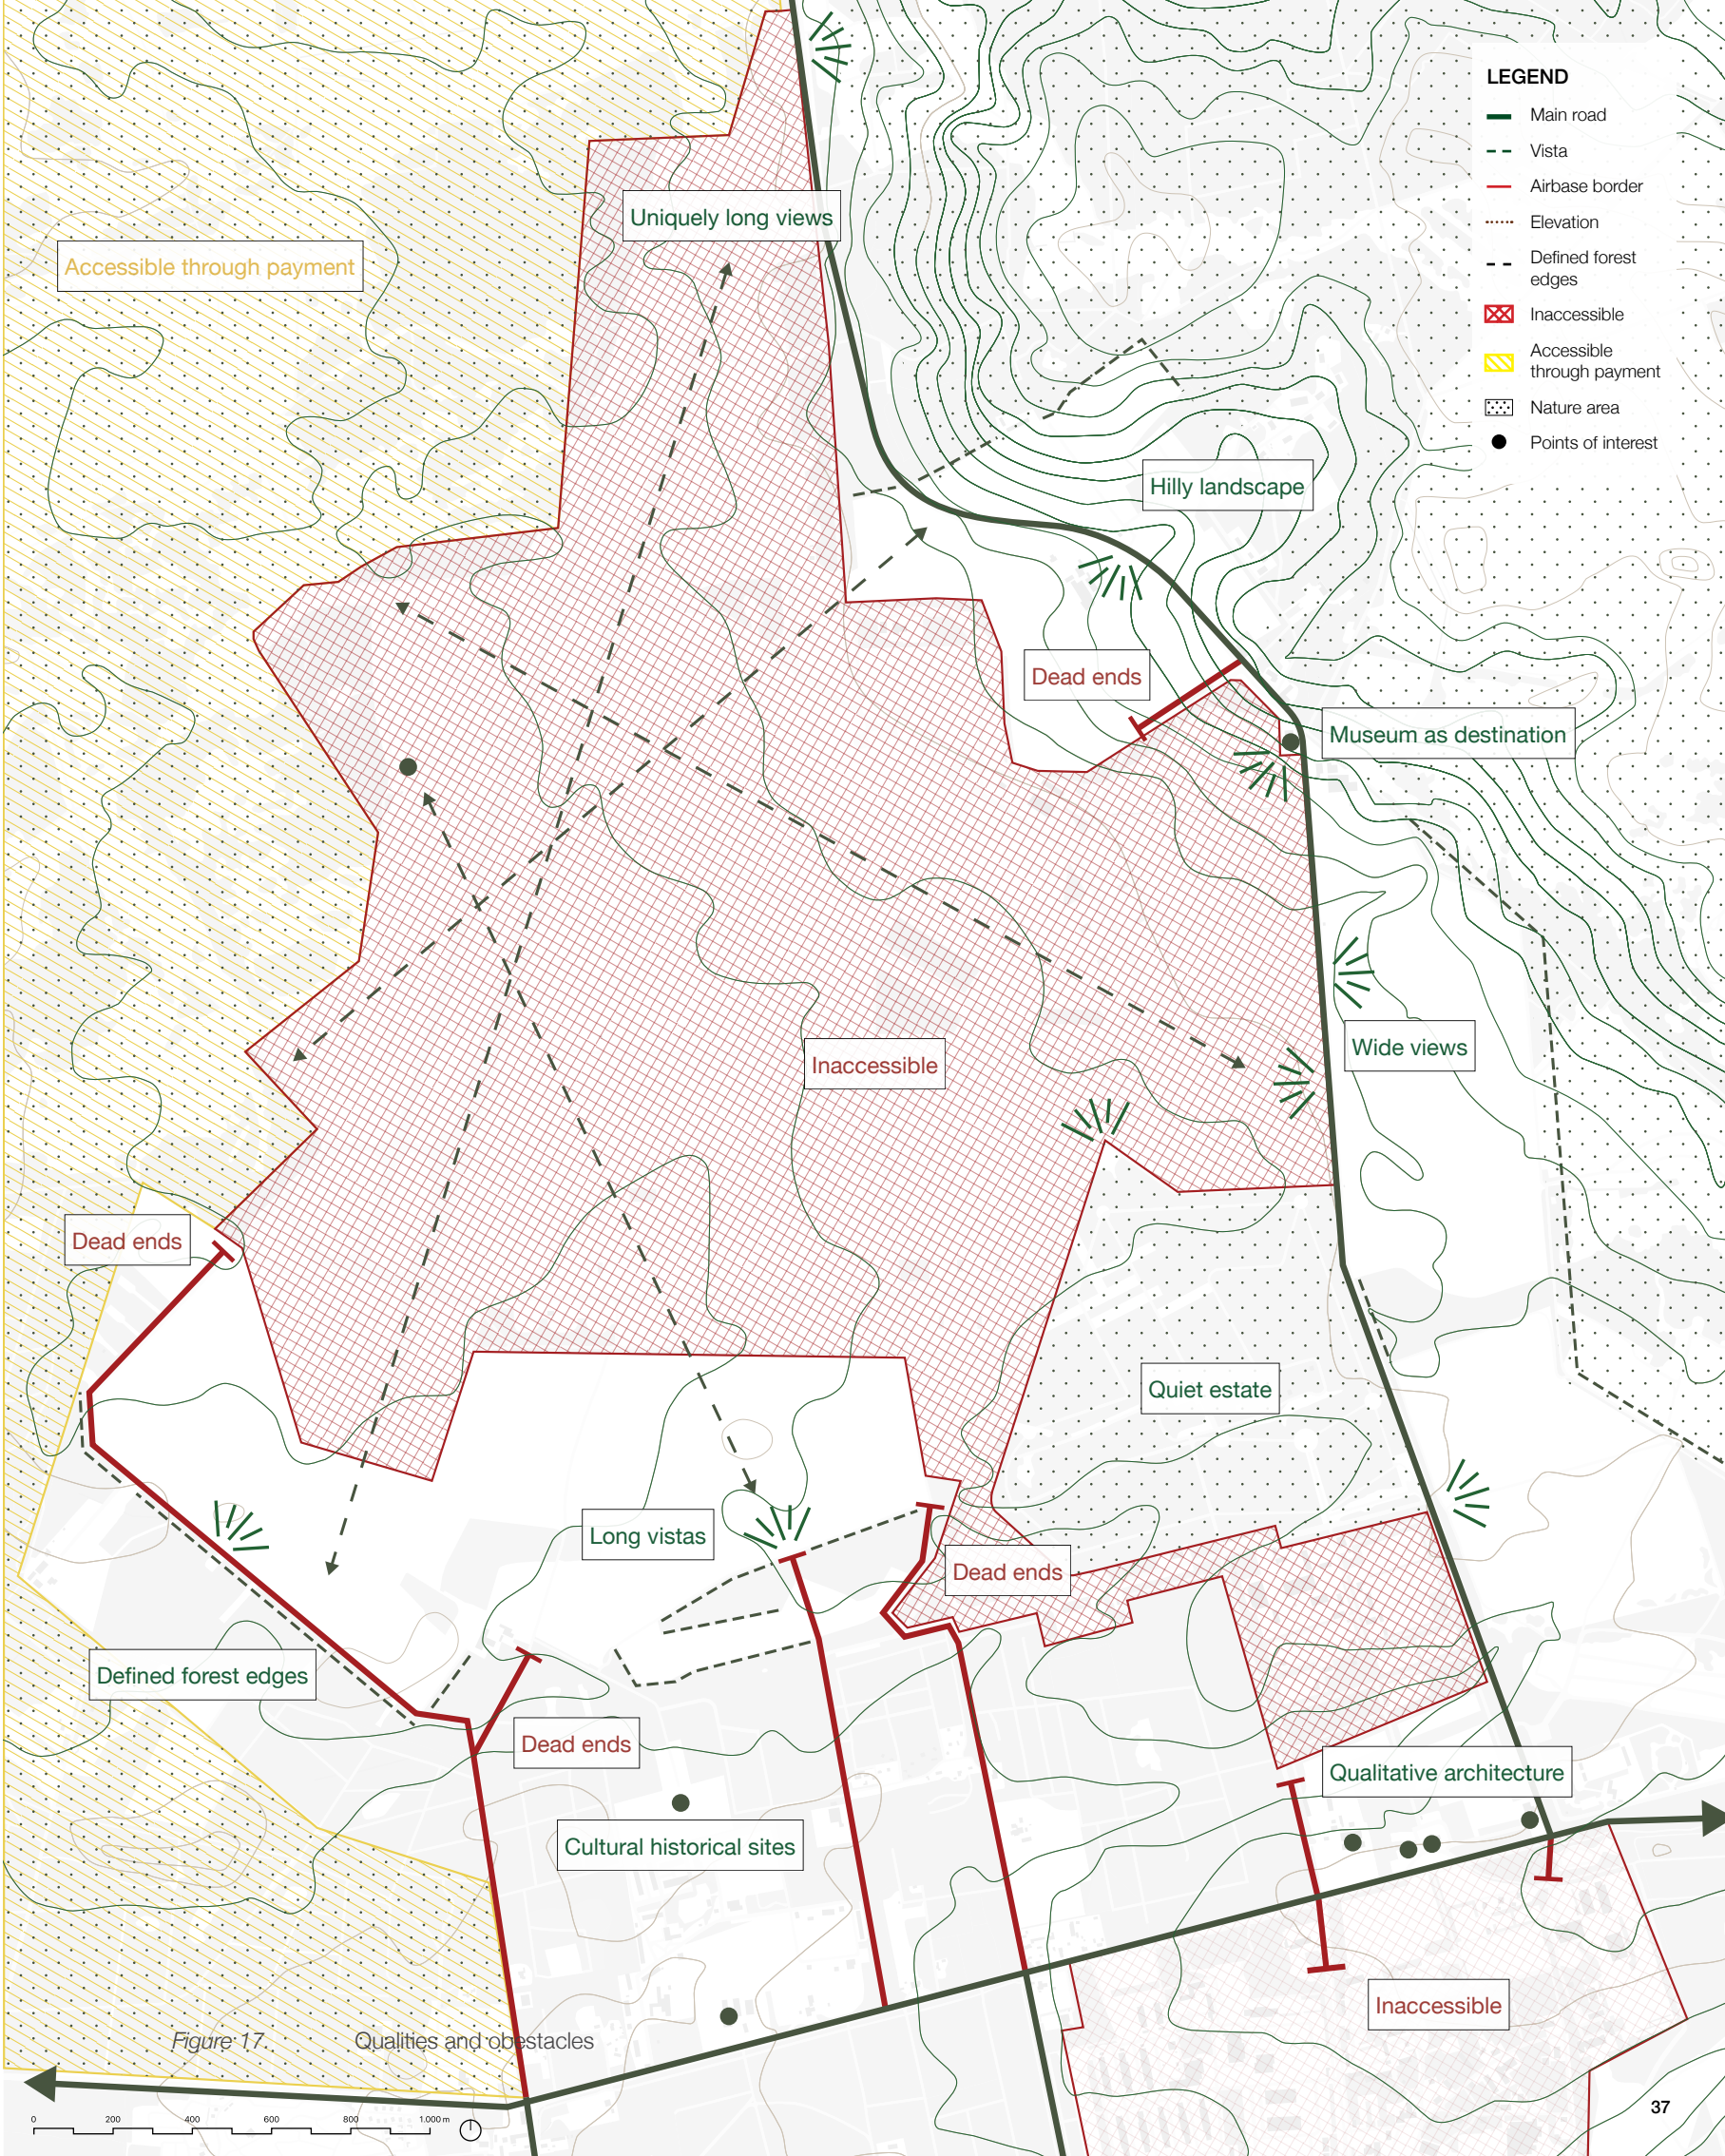 LEGEND
Main road
Vista
Airbase border
Elevation
Defined forest
edges
Inaccessible
Accessible
through payment
Nature area
Points of interest
Uniquely long views
Accessible through payment
Hilly landscape
Dead ends
Museum as destination
Wide views
Inaccessible
Dead ends
Quiet estate
Long vistas
Dead ends
Defined forest edges
Dead ends
Qualitative architecture
Cultural historical sites
Inaccessible
Figure 17.
Qualities and obestacles
37
0 200 400 600 800 1.000 m